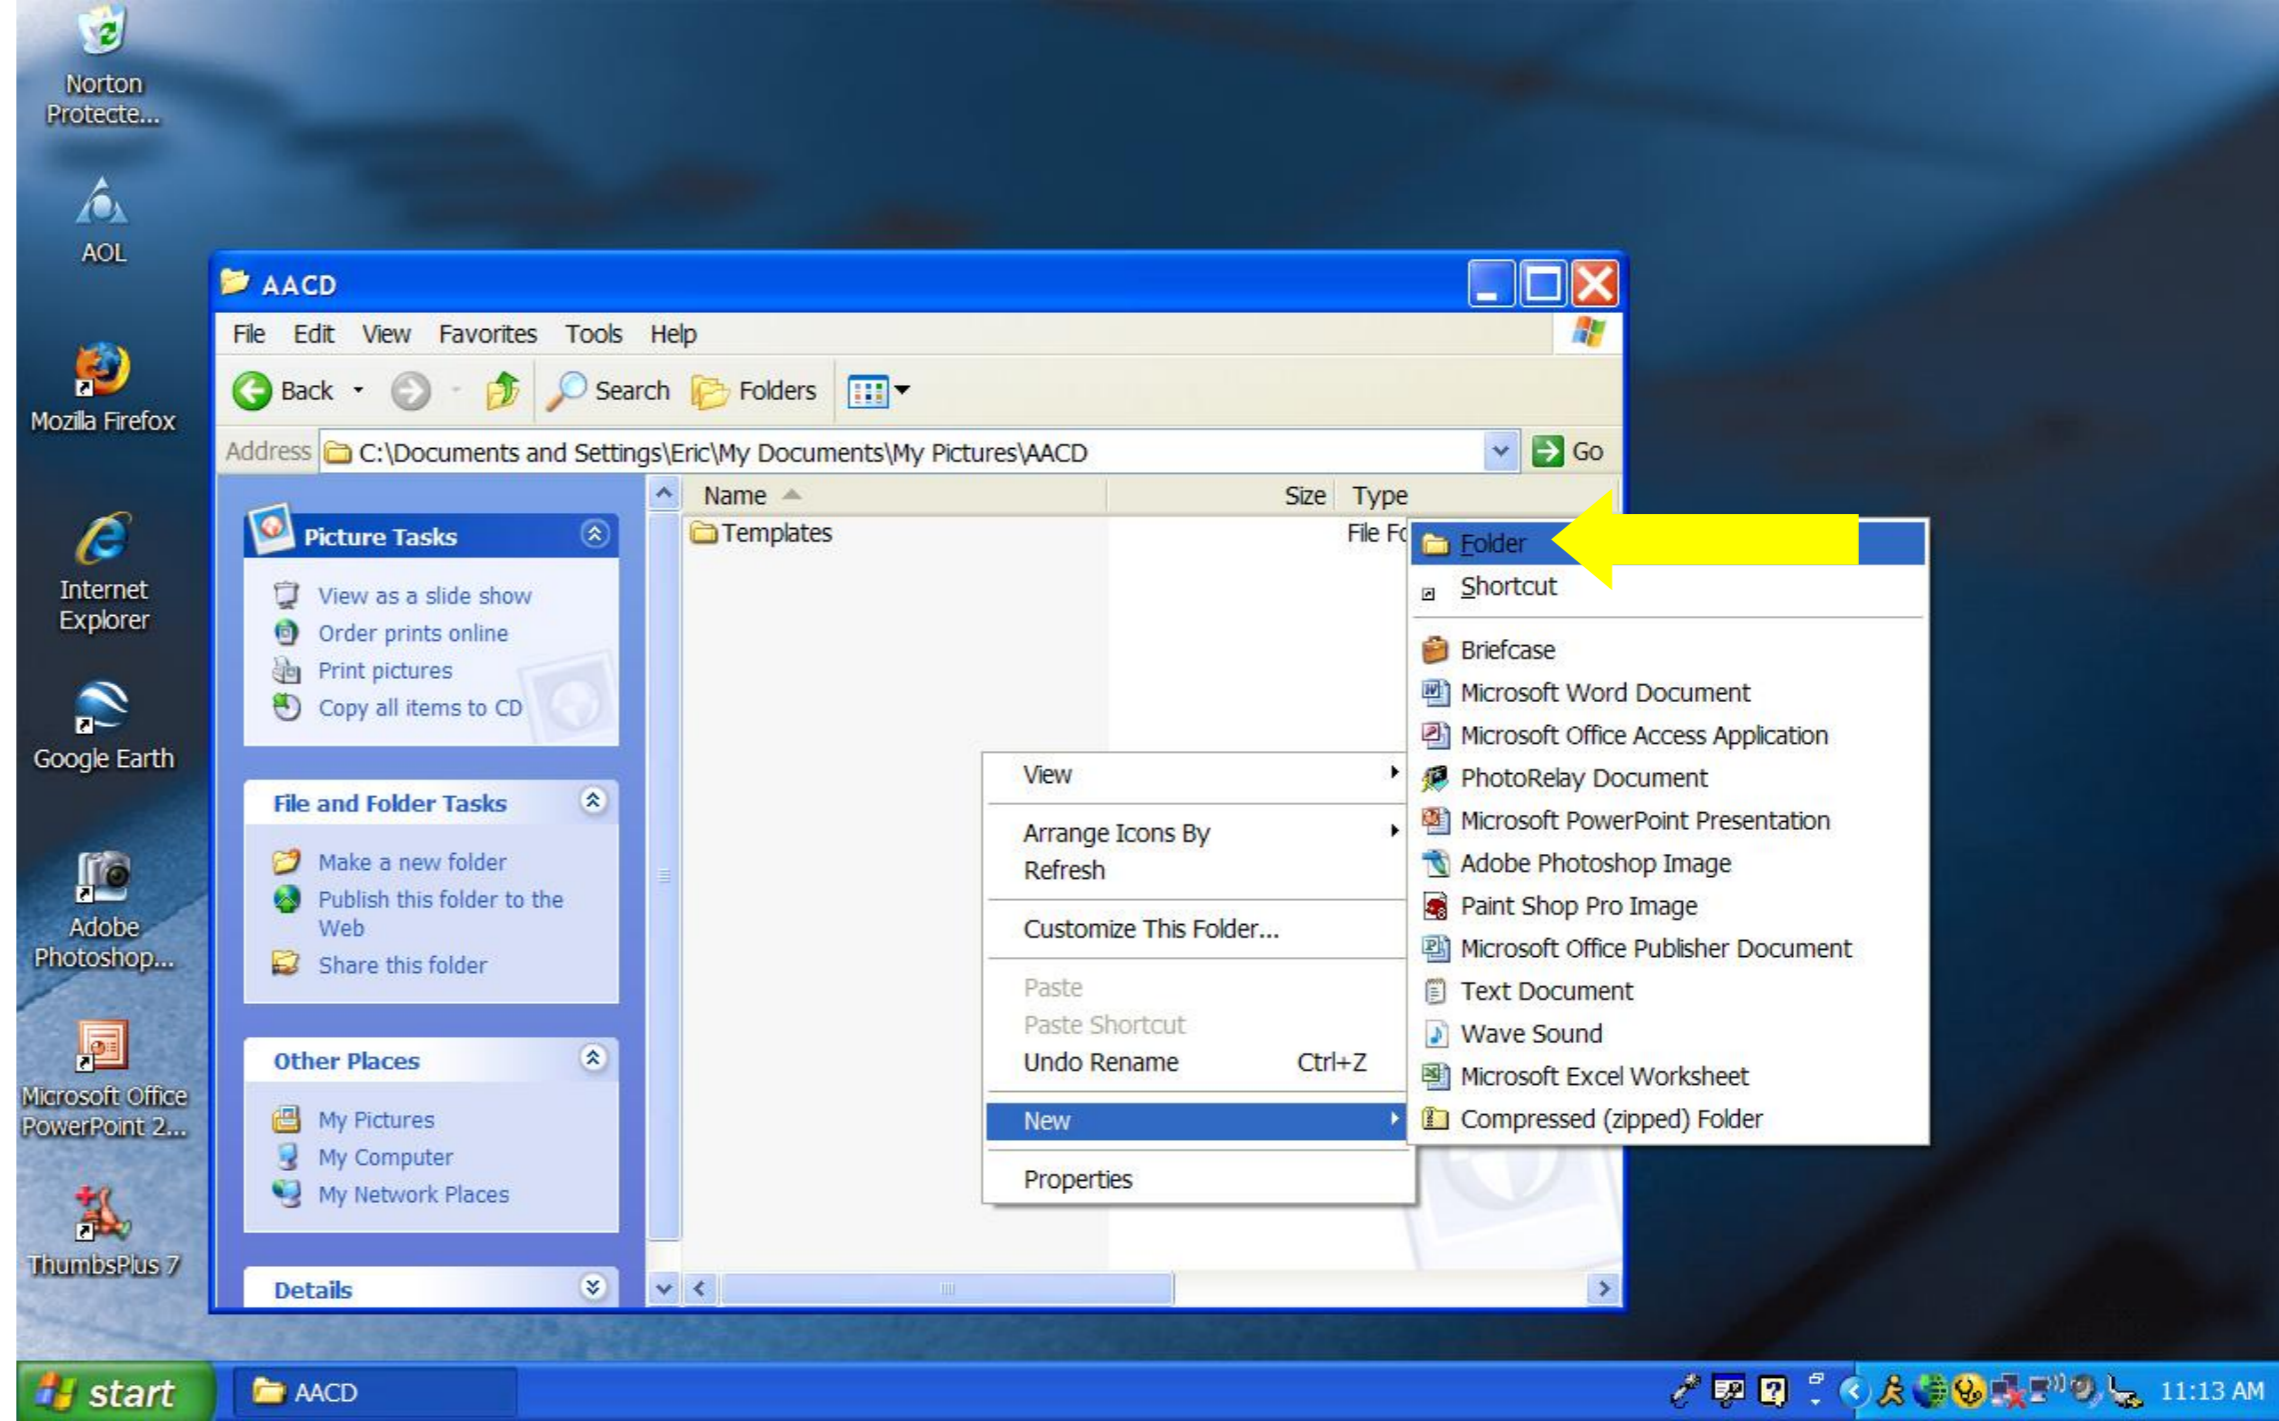 Norton
Protecte...
AOL
Mozilla Firefox
Internet
Explorer
Google Earth
Adobe
Photoshop...
Microsoft Office
PowerPoint 2...
ThumbsPlus 7
AACD
File Edit View Favorites Tools Help
Back Search Folders
Address C:\Documents and Settings\Eric\My Documents\My Pictures\AACD Go
Picture Tasks
View as a slide show
Order prints online
Print pictures
Copy all items to CD
File and Folder Tasks
Make a new folder
Publish this folder to the
Web
Share this folder
Other Places
My Pictures
My Computer
My Network Places
Details
Name Size Type
Templates File Fo
View
Arrange Icons By
Refresh
Customize This Folder...
Paste
Paste Shortcut
Undo Rename Ctrl+Z
New
Properties
Folder
Shortcut
Briefcase
Microsoft Word Document
Microsoft Office Access Application
PhotoRelay Document
Microsoft PowerPoint Presentation
Adobe Photoshop Image
Paint Shop Pro Image
Microsoft Office Publisher Document
Text Document
Wave Sound
Microsoft Excel Worksheet
Compressed (zipped) Folder
start AACD 11:13 AM